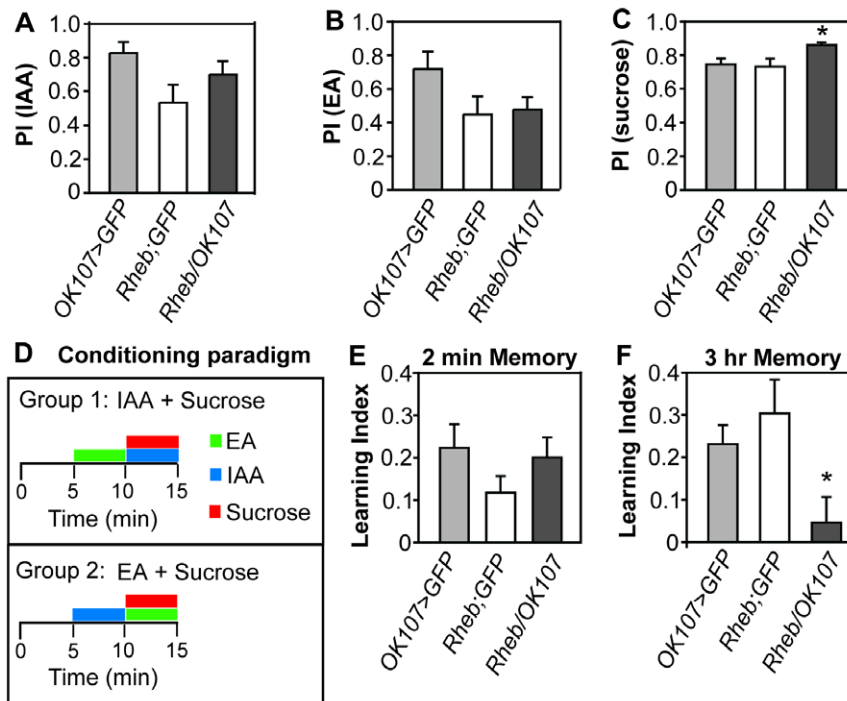 A
PI (IAA)
1.0
0.8
0.6
0.4
0.2
0
OK107>GFP
Rheb;GFP
Rheb/OK107
B
PI (EA)
1.0
0.8
0.6
0.4
0.2
0
OK107>GFP
Rheb;GFP
Rheb/OK107
C
PI (sucrose)
1.0
0.8
0.6
0.4
0.2
0
*
OK107>GFP
Rheb;GFP
Rheb/OK107
D Conditioning paradigm
Group 1: IAA + Sucrose
EA
IAA
Sucrose
0 5 10 15
Time (min)
Group 2: EA + Sucrose
0 5 10 15
Time (min)
E 2 min Memory
Learning Index
0.4
0.3
0.2
0.1
0
OK107>GFP
Rheb;GFP
Rheb/OK107
F 3 hr Memory
Learning Index
0.4
0.3
0.2
0.1
0
*
OK107>GFP
Rheb;GFP
Rheb/OK107